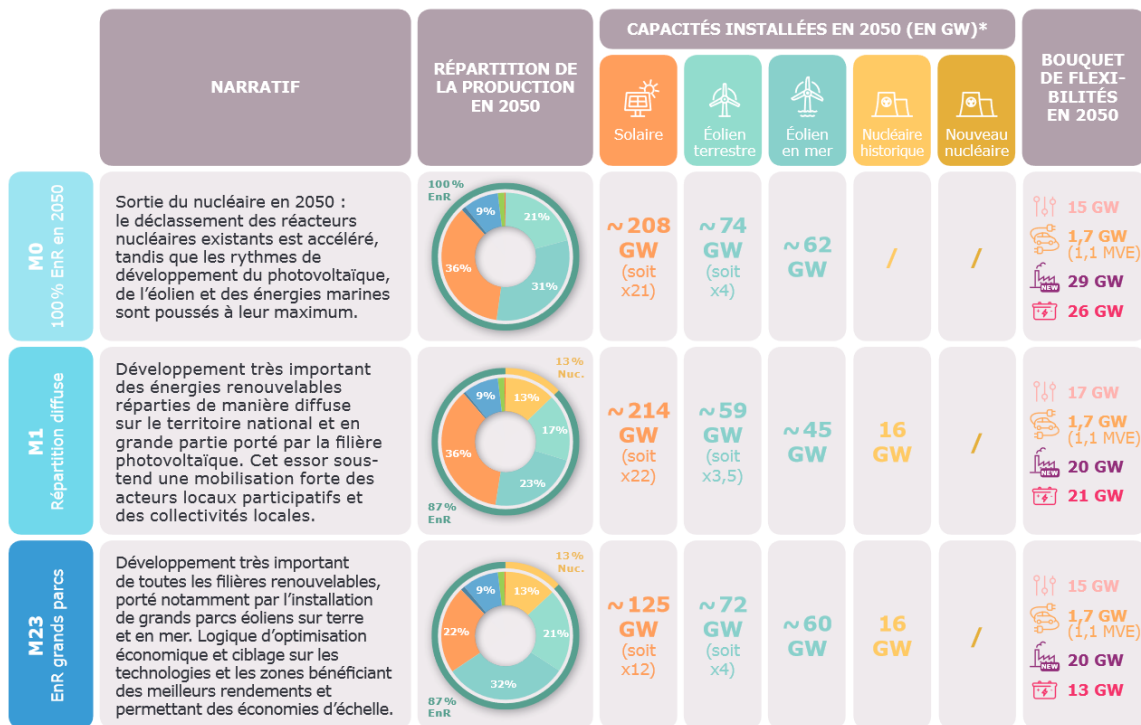 NARRATIF
RÉPARTITION DE
LA PRODUCTION
EN 2050
CAPACITÉS INSTALLÉES EN 2050 (EN GW)*
Solaire
Éolien
terrestre
Éolien
en mer
Nucléaire
historique
Nouveau
nucléaire
BOUQUET
DE FLEXI-
BILITÉS
EN 2050
M0
100% EnR en 2050
Sortie du nucléaire en 2050 :
le déclassement des réacteurs
nucléaires existants est accéléré,
tandis que les rythmes de
développement du photovoltaïque,
de l’éolien et des énergies marines
sont poussés à leur maximum.
100%
EnR
9%
21%
36%
31%
~208
GW
(soit
x21)
~74
GW
(soit
x4)
~62
GW
/
/
15 GW
1,7 GW
(1,1 MVE)
NEW
29 GW
26 GW
M1
Répartition diffuse
Développement très important
des énergies renouvelables
réparties de manière diffuse
sur le territoire national et en
grande partie porté par la filière
photovoltaïque. Cet essor sous-
tend une mobilisation forte des
acteurs locaux participatifs et
des collectivités locales.
13%
Nuc.
9%
13%
17%
36%
23%
87%
EnR
~214
GW
(soit
x22)
~59
GW
(soit
x3,5)
~45
GW
16
GW
/
17 GW
1,7 GW
(1,1 MVE)
NEW
20 GW
21 GW
M23
EnR grands parcs
Développement très important
de toutes les filières renouvelables,
porté notamment par l’installation
de grands parcs éoliens sur terre
et en mer. Logique d’optimisation
économique et ciblage sur les
technologies et les zones bénéficiant
des meilleurs rendements et
permettant des économies d’échelle.
13%
Nuc.
9%
13%
22%
21%
32%
87%
EnR
~125
GW
(soit
x12)
~72
GW
(soit
x4)
~60
GW
16
GW
/
15 GW
1,7 GW
(1,1 MVE)
NEW
20 GW
13 GW